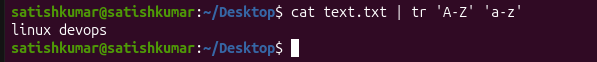 satishkumar@satishkumar:~/Desktop$ cat text.txt | tr 'A-Z' 'a-z'
linux devops
satishkumar@satishkumar:~/Desktop$